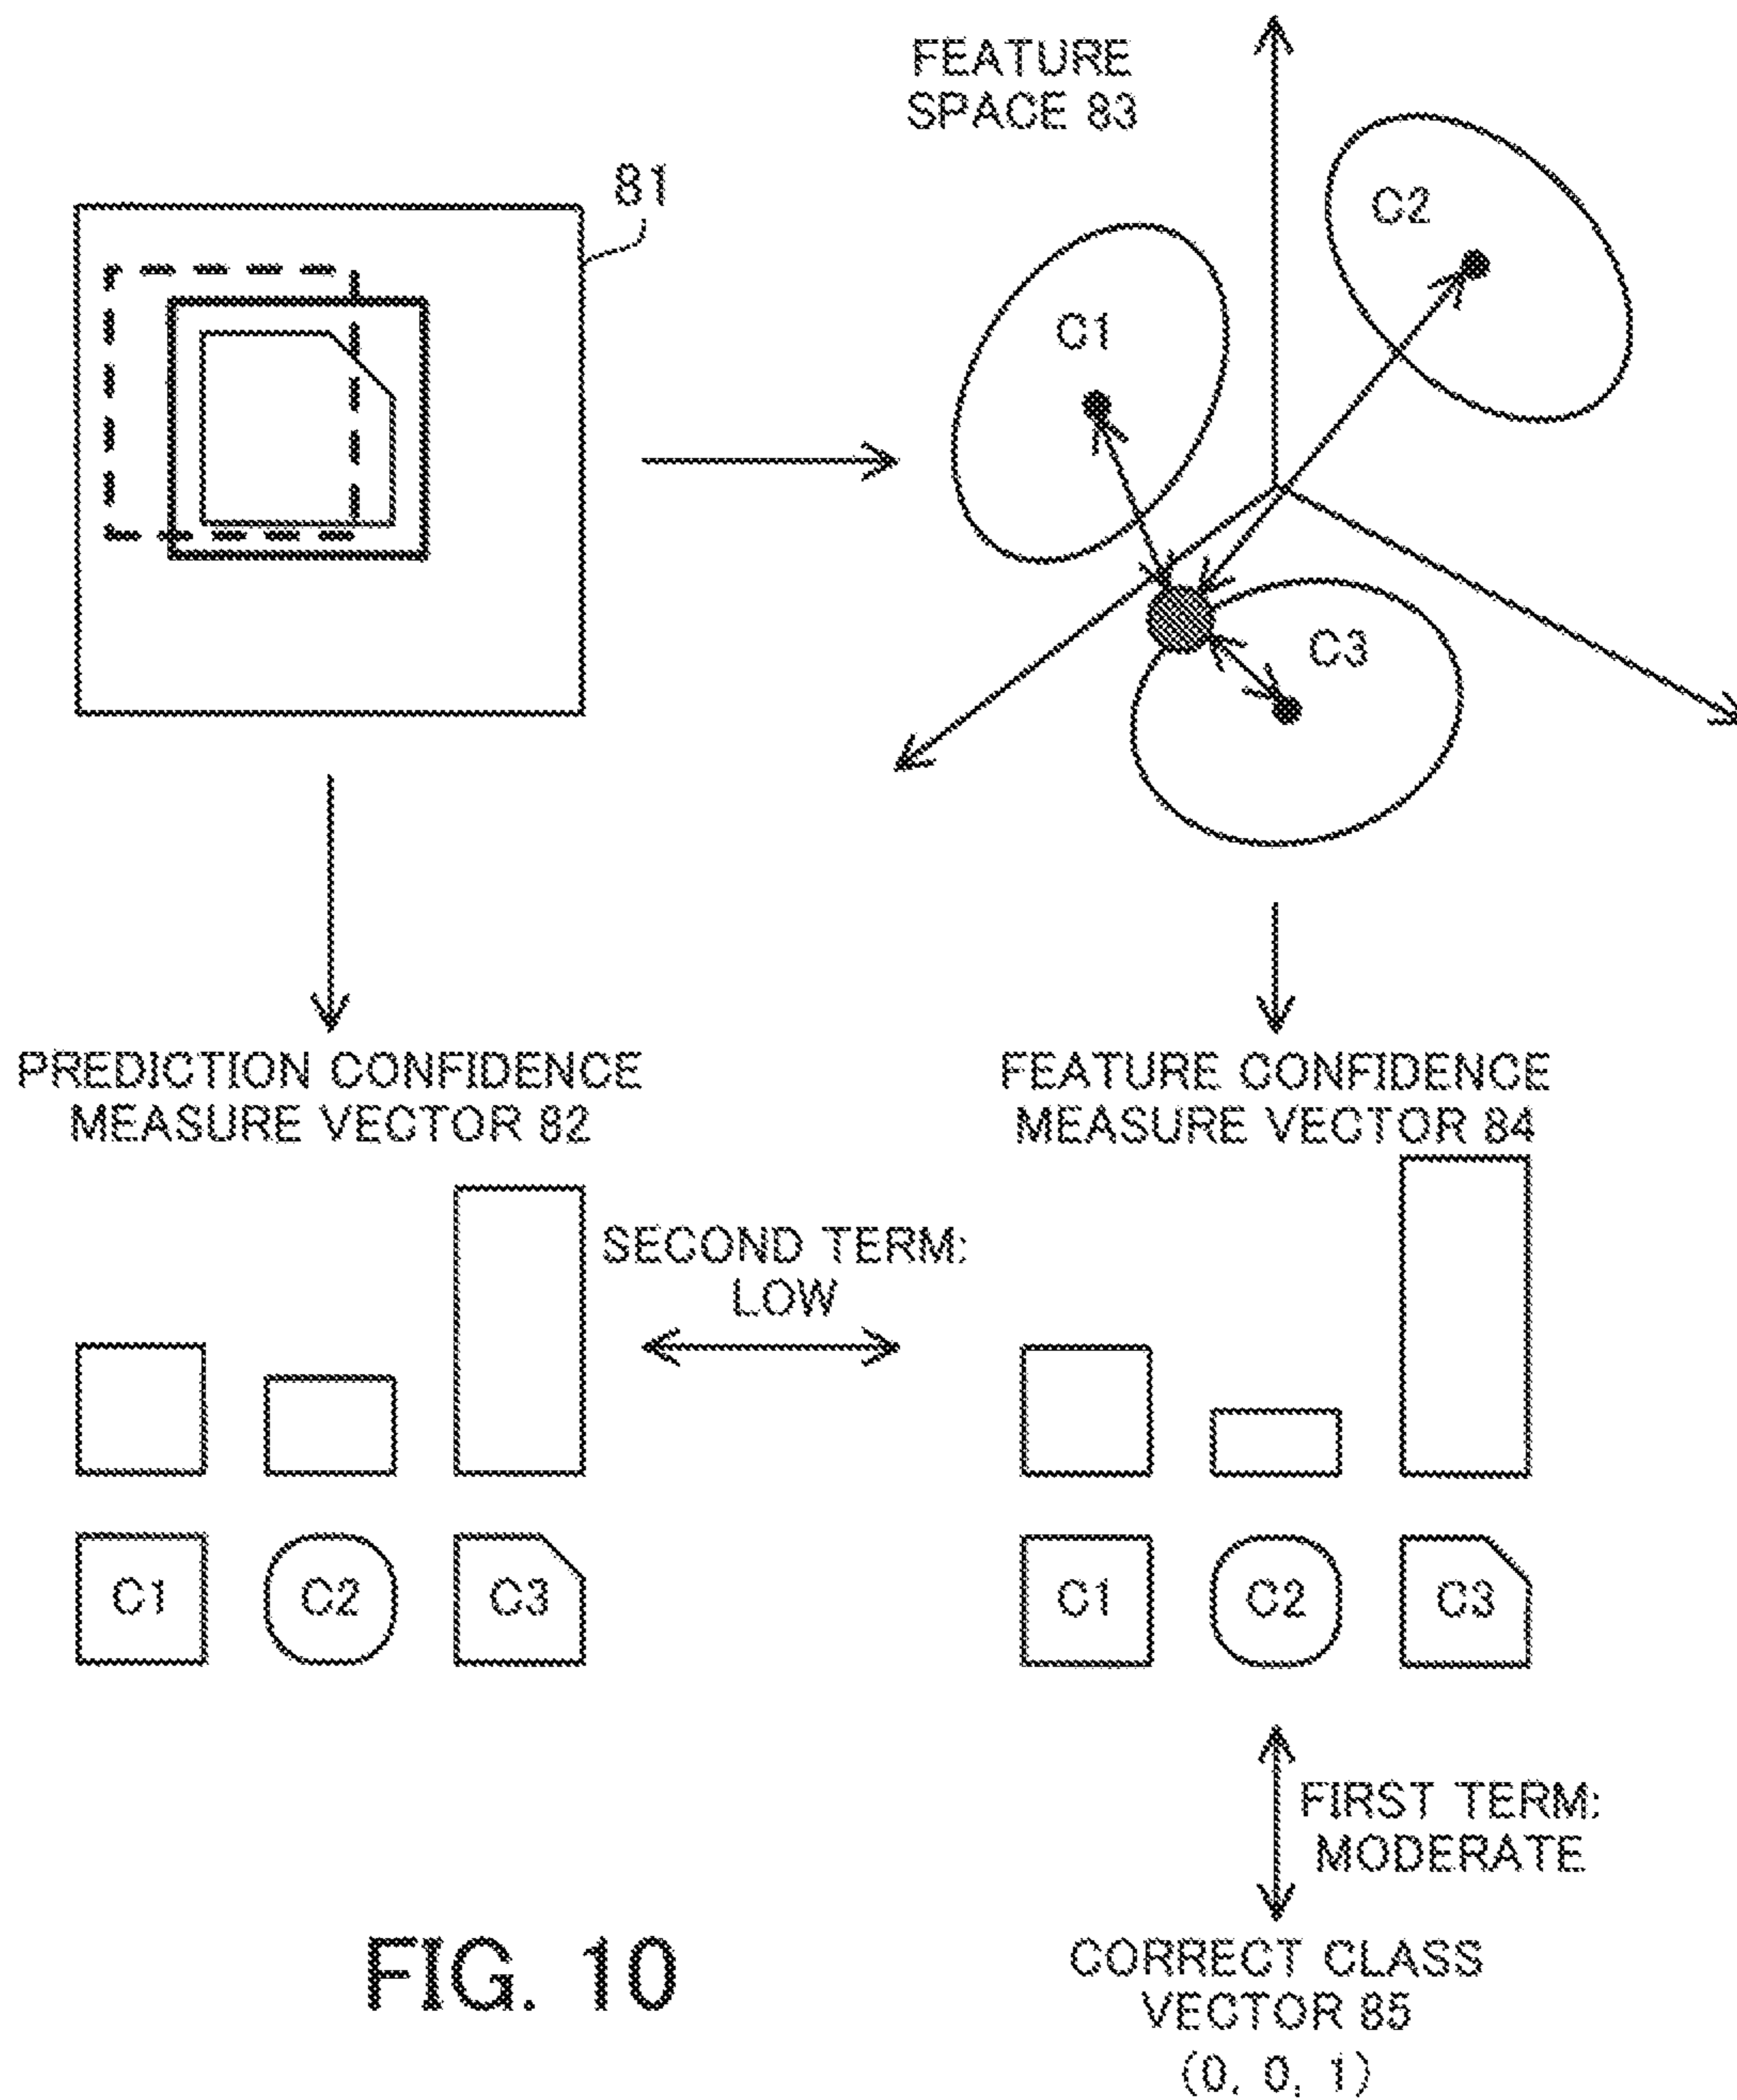 FEATURE
SPACE 83
81
C2
C1
C3
PREDICTION CONFIDENCE
MEASURE VECTOR 82
FEATURE CONFIDENCE
MEASURE VECTOR 84
SECOND TERM:
LOW
C1 C2 C3
C1 C2 C3
FIRST TERM:
MODERATE
CORRECT CLASS
VECTOR 85
(0, 0, 1)
FIG. 10